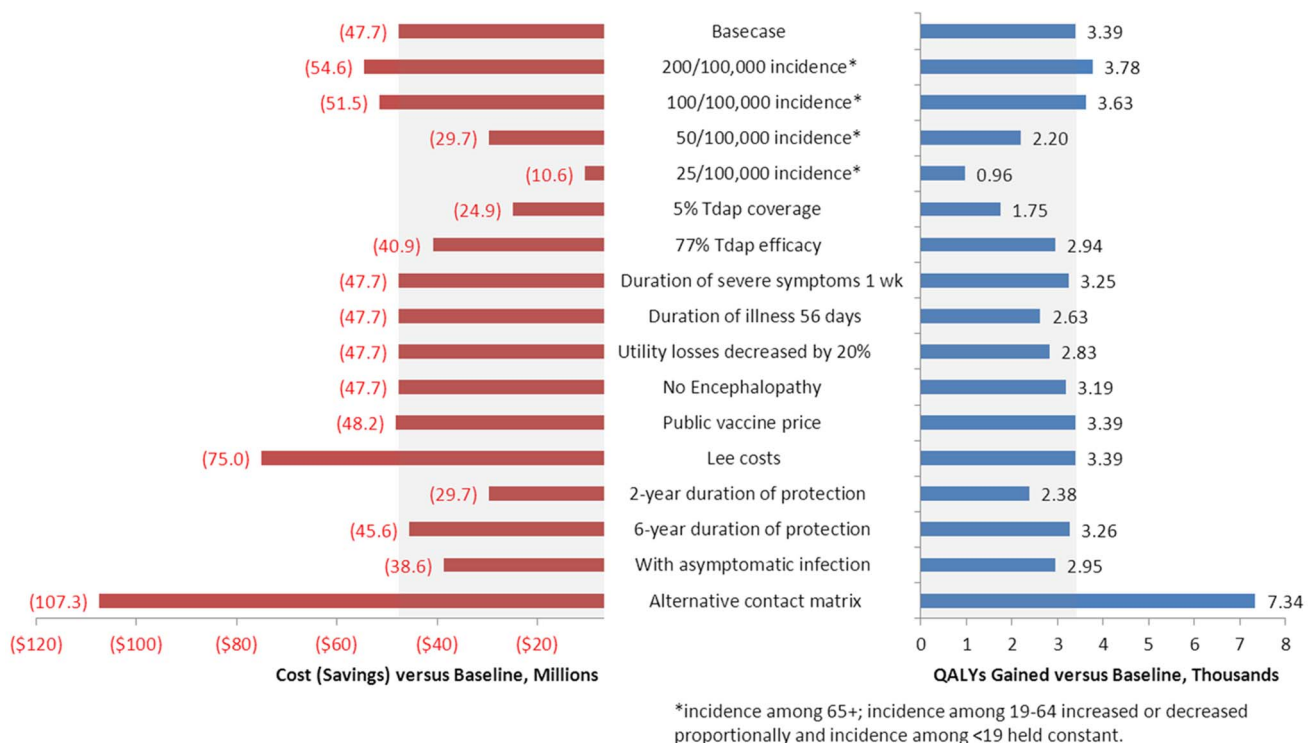 (47.7) Basecase 3.39
(54.6) 200/100,000 incidence* 3.78
(51.5) 100/100,000 incidence* 3.63
(29.7) 50/100,000 incidence* 2.20
(10.6) 25/100,000 incidence* 0.96
(24.9) 5% Tdap coverage 1.75
(40.9) 77% Tdap efficacy 2.94
(47.7) Duration of severe symptoms 1 wk 3.25
(47.7) Duration of illness 56 days 2.63
(47.7) Utility losses decreased by 20% 2.83
(47.7) No Encephalopathy 3.19
(48.2) Public vaccine price 3.39
(75.0) Lee costs 3.39
(29.7) 2-year duration of protection 2.38
(45.6) 6-year duration of protection 3.26
(38.6) With asymptomatic infection 2.95
(107.3) Alternative contact matrix 7.34
($120) ($100) ($80) ($60) ($40) ($20) 0 1 2 3 4 5 6 7 8
Cost (Savings) versus Baseline, Millions QALYs Gained versus Baseline, Thousands
*incidence among 65+; incidence among 19-64 increased or decreased
proportionally and incidence among <19 held constant.